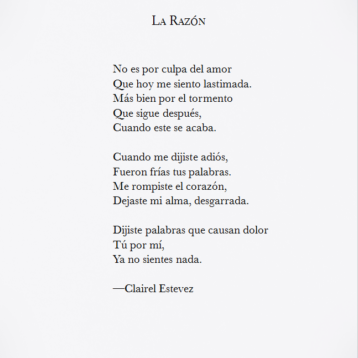 La Razón
No es por culpa del amor
Que hoy me siento lastimada.
Más bien por el tormento
Que sigue después,
Cuando este se acaba.
Cuando me dijiste adiós,
Fueron frías tus palabras.
Me rompiste el corazón,
Dejaste mi alma, desgarrada.
Dijiste palabras que causan dolor
Tú por mí,
Ya no sientes nada.
—Clairel Estevez